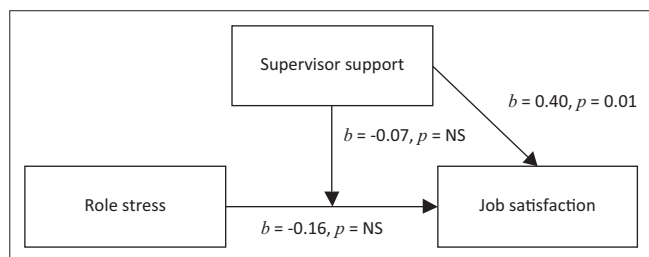 Supervisor support
b = 0.40, p = 0.01
b = -0.07, p = NS
Role stress
Job satisfaction
b = -0.16, p = NS